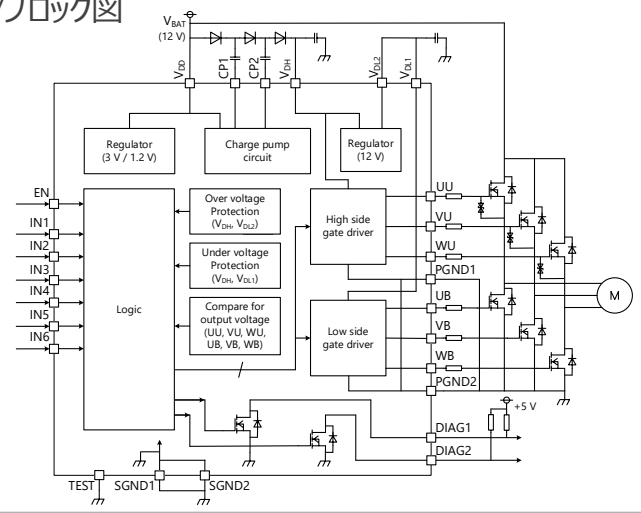 ブロック図
VBAT
(12 V)
VDD
CP1
CP2
VDH
VDL2
VDL1
Regulator
(3 V / 1.2 V)
Charge pump
circuit
Regulator
(12 V)
EN
IN1
IN2
IN3
IN4
IN5
IN6
Logic
Over voltage
Protection
(VDH, VDL2)
Under voltage
Protection
(VDH, VDL1)
Compare for
output voltage
(UU, VU, WU,
UB, VB, WB)
High side
gate driver
Low side
gate driver
UU
VU
WU
PGND1
UB
VB
WB
PGND2
M
+5 V
DIAG1
DIAG2
TEST
SGND1
SGND2